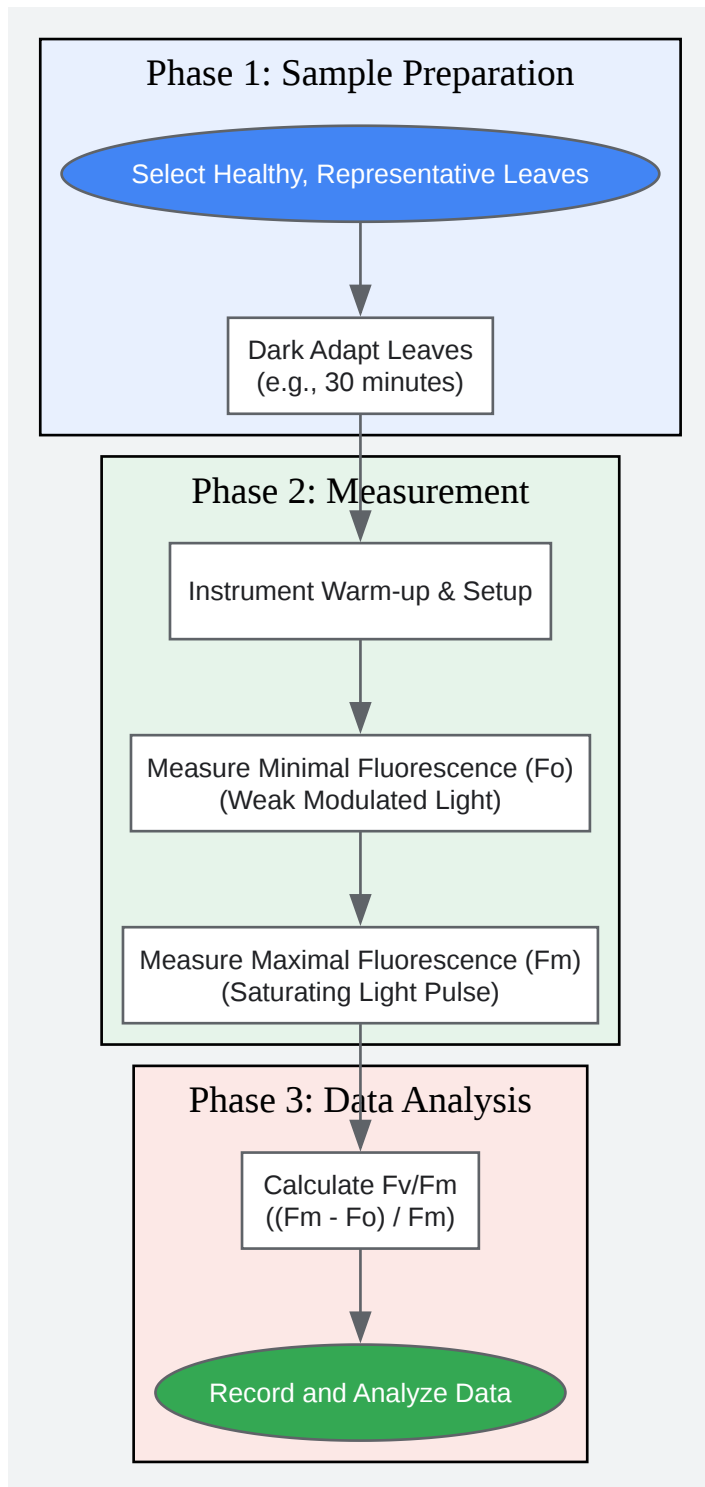 Phase 1: Sample Preparation
Select Healthy, Representative Leaves
Dark Adapt Leaves
(e.g., 30 minutes)
Phase 2: Measurement
Instrument Warm-up & Setup
Measure Minimal Fluorescence (Fo)
(Weak Modulated Light)
Measure Maximal Fluorescence (Fm)
(Saturating Light Pulse)
Phase 3: Data Analysis
Calculate Fv/Fm
((Fm - Fo) / Fm)
Record and Analyze Data